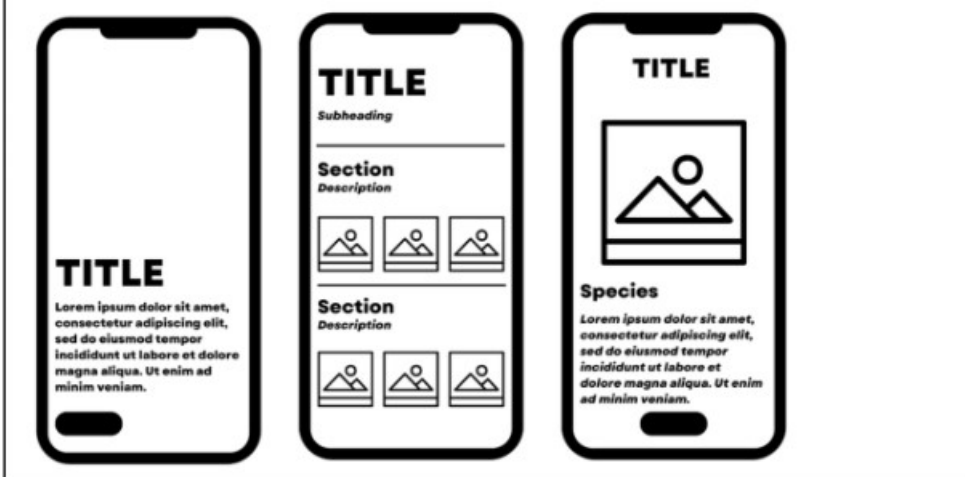 TITLE
Lorem ipsum dolor sit amet,
consectetur adipiscing elit,
sed do eiusmod tempor
incididunt ut labore et dolore
magna aliqua. Ut enim ad
minim veniam.
TITLE
Subheading
Section
Description
Section
Description
TITLE
Species
Lorem ipsum dolor sit amet,
consectetur adipiscing elit,
sed do eiusmod tempor
incididunt ut labore et
dolore magna aliqua. Ut enim
ad minim veniam.